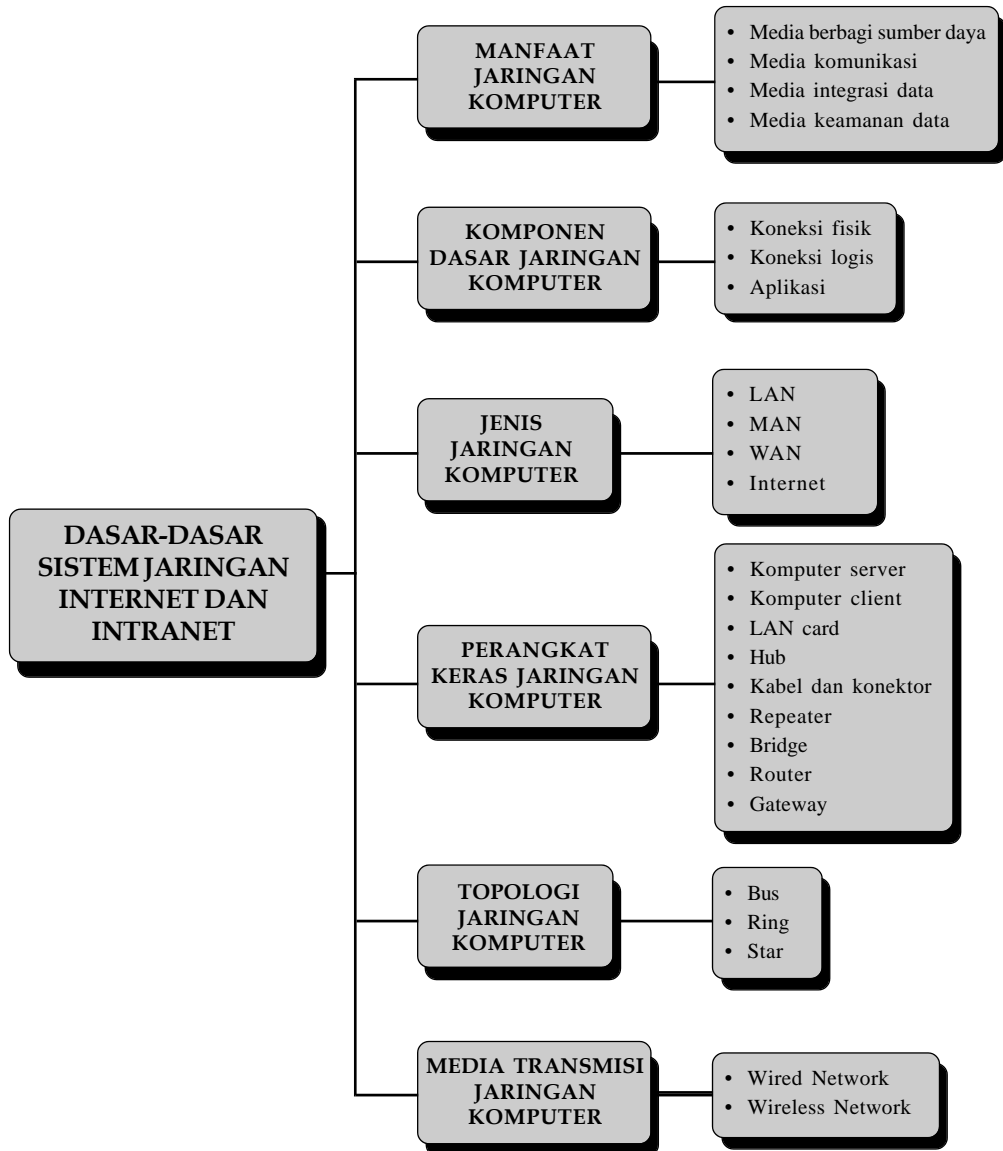 MANFAAT
JARINGAN
KOMPUTER
• Media berbagi sumber daya
• Media komunikasi
• Media integrasi data
• Media keamanan data
KOMPONEN
DASAR JARINGAN
KOMPUTER
• Koneksi fisik
• Koneksi logis
• Aplikasi
JENIS
JARINGAN
KOMPUTER
• LAN
• MAN
• WAN
• Internet
DASAR-DASAR
SISTEM JARINGAN
INTERNET DAN
INTRANET
PERANGKAT
KERAS JARINGAN
KOMPUTER
• Komputer server
• Komputer client
• LAN card
• Hub
• Kabel dan konektor
• Repeater
• Bridge
• Router
• Gateway
TOPOLOGI
JARINGAN
KOMPUTER
• Bus
• Ring
• Star
MEDIA TRANSMISI
JARINGAN
KOMPUTER
• Wired Network
• Wireless Network